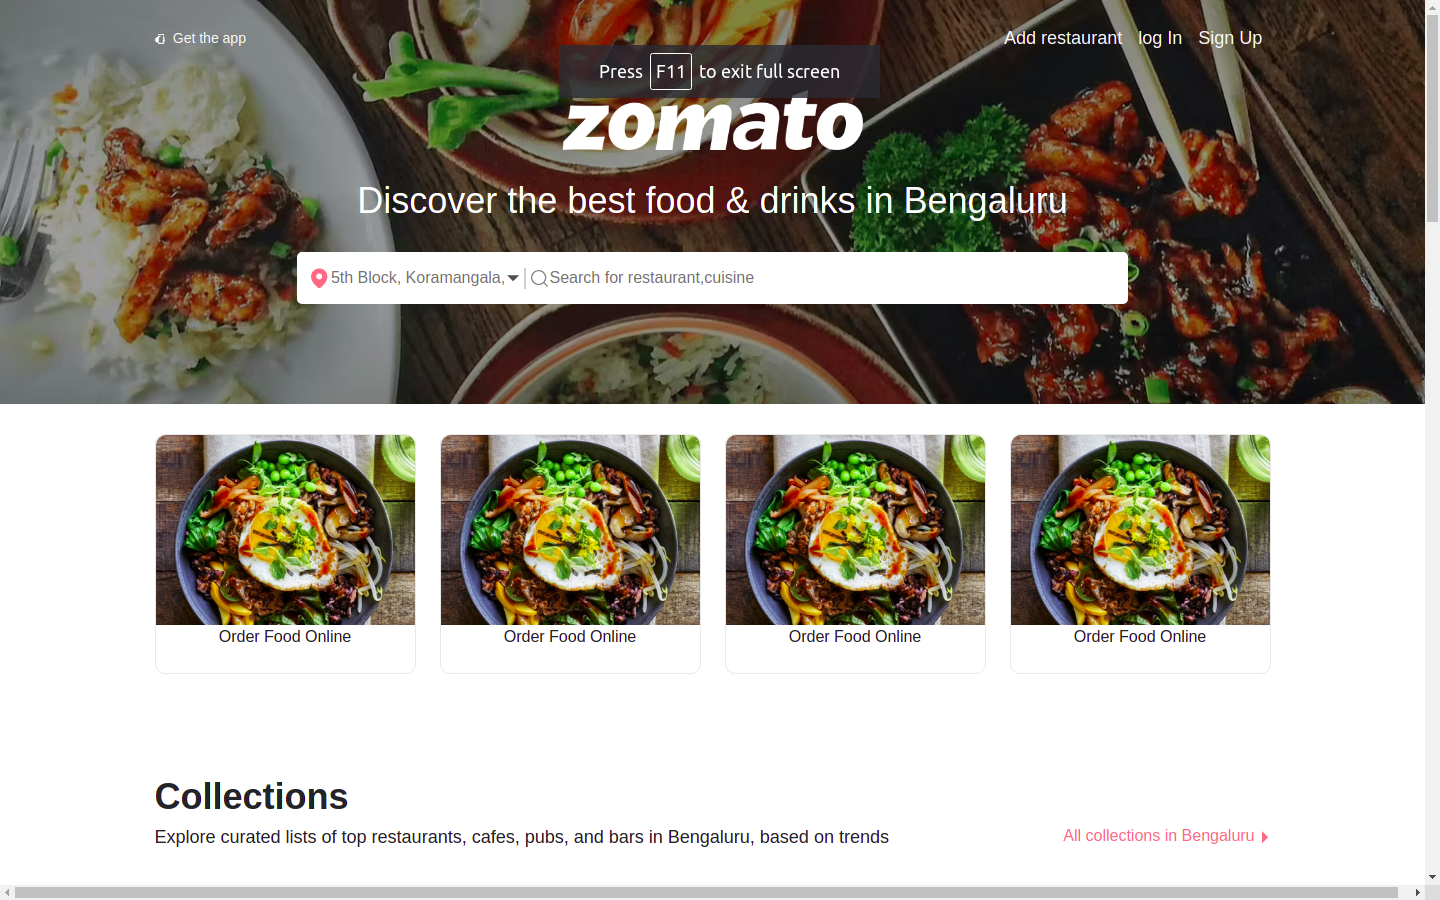 Get the app
Add restaurant log In Sign Up
Press F11 to exit full screen
zomato
Discover the best food & drinks in Bengaluru
5th Block, Koramangala, Search for restaurant,cuisine
Order Food Online Order Food Online Order Food Online Order Food Online
Collections
Explore curated lists of top restaurants, cafes, pubs, and bars in Bengaluru, based on trends
All collections in Bengaluru